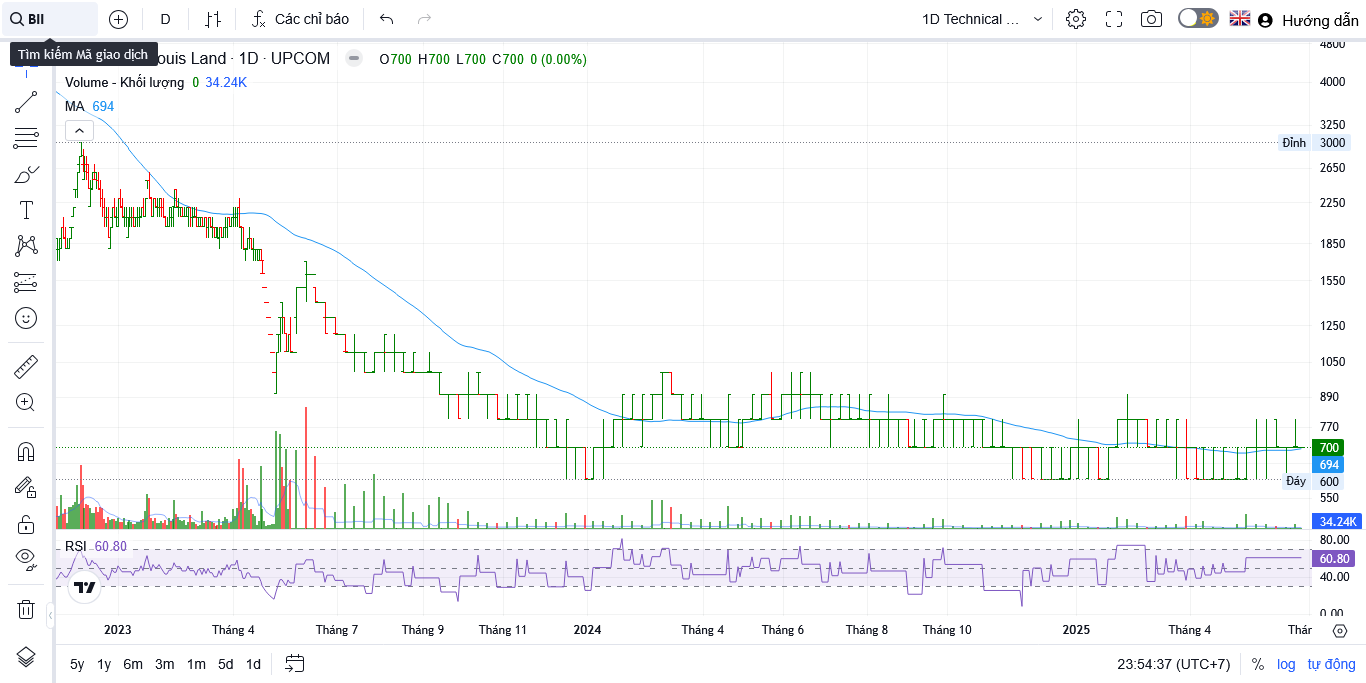 BII
D
Các chỉ báo
1D Technical ...
Hướng dẫn
Tìm kiếm Mã giao dịch
ouis Land · 1D · UPCOM
O700 H700 L700 C700 0 (0.00%)
Volume - Khối lượng 0 34.24K
MA 694
4800
4000
3250
Đỉnh 3000
2650
2250
1850
1550
1250
1050
890
770
700
694
Đáy 600
550
34.24K
RSI 60.80
80.00
60.80
40.00
0.00
2023 Tháng 4 Tháng 7 Tháng 9 Tháng 11 2024 Tháng 4 Tháng 6 Tháng 8 Tháng 10 2025 Tháng 4 Thár
5y 1y 6m 3m 1m 5d 1d
23:54:37 (UTC+7) % log tự động